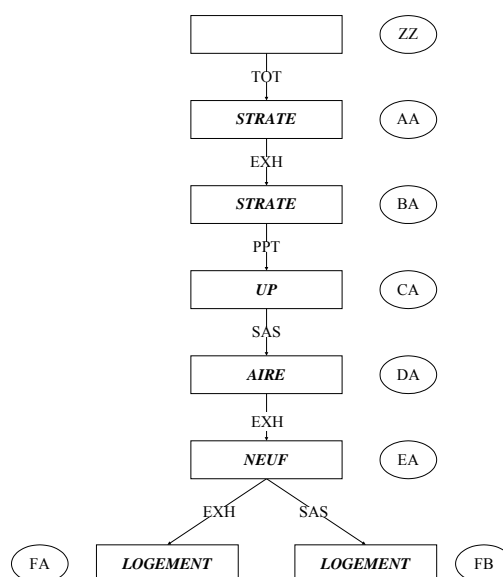 ZZ
TOT
STRATE AA
EXH
STRATE BA
PPT
UP CA
SAS
AIRE DA
EXH
NEUF EA
EXH SAS
FA LOGEMENT LOGEMENT FB